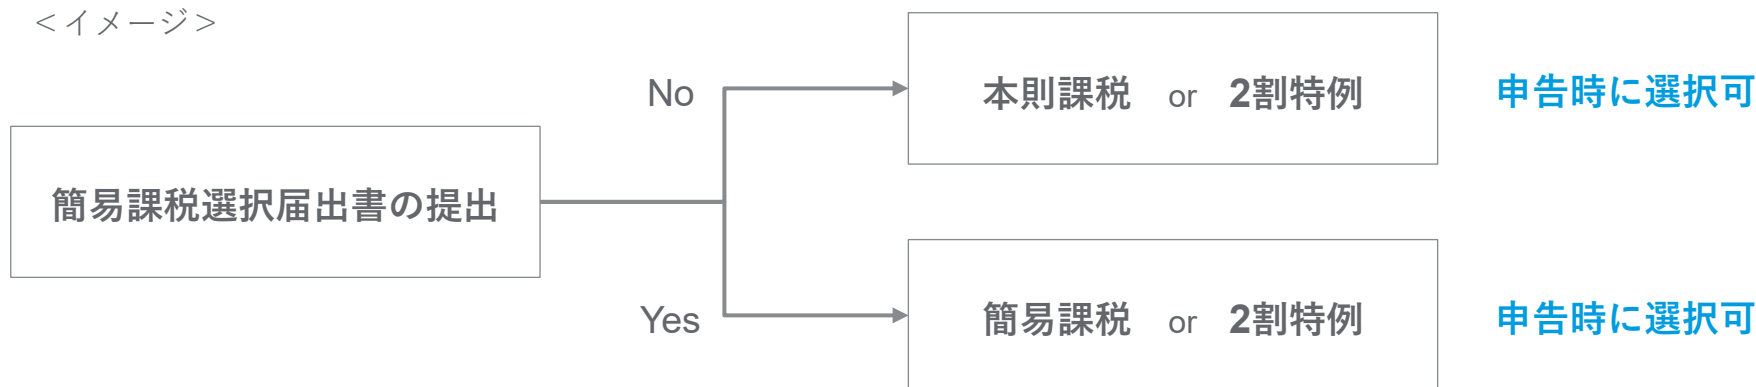 ＜イメージ＞
No
本則課税 or 2割特例
申告時に選択可
簡易課税選択届出書の提出
Yes
簡易課税 or 2割特例
申告時に選択可